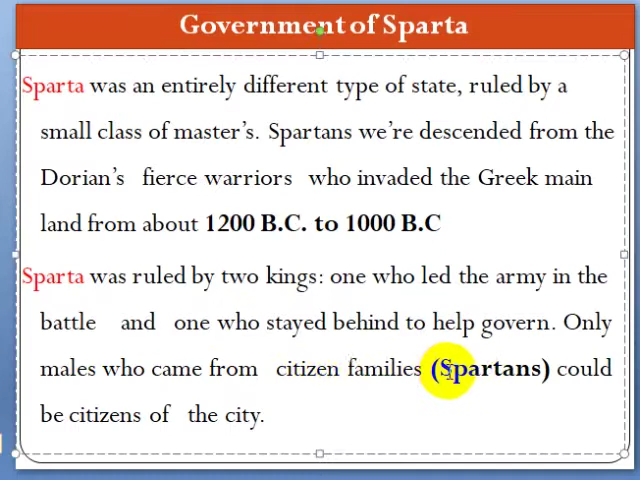 Government of Sparta
Sparta was an entirely different type of state, ruled by a
small class of master's. Spartans we're descended from the
Dorian's fierce warriors who invaded the Greek main
land from about 1200 B.C. to 1000 B.C
Sparta was ruled by two kings: one who led the army in the
battle and one who stayed behind to help govern. Only
males who came from citizen families (Spartans) could
be citizens of the city.